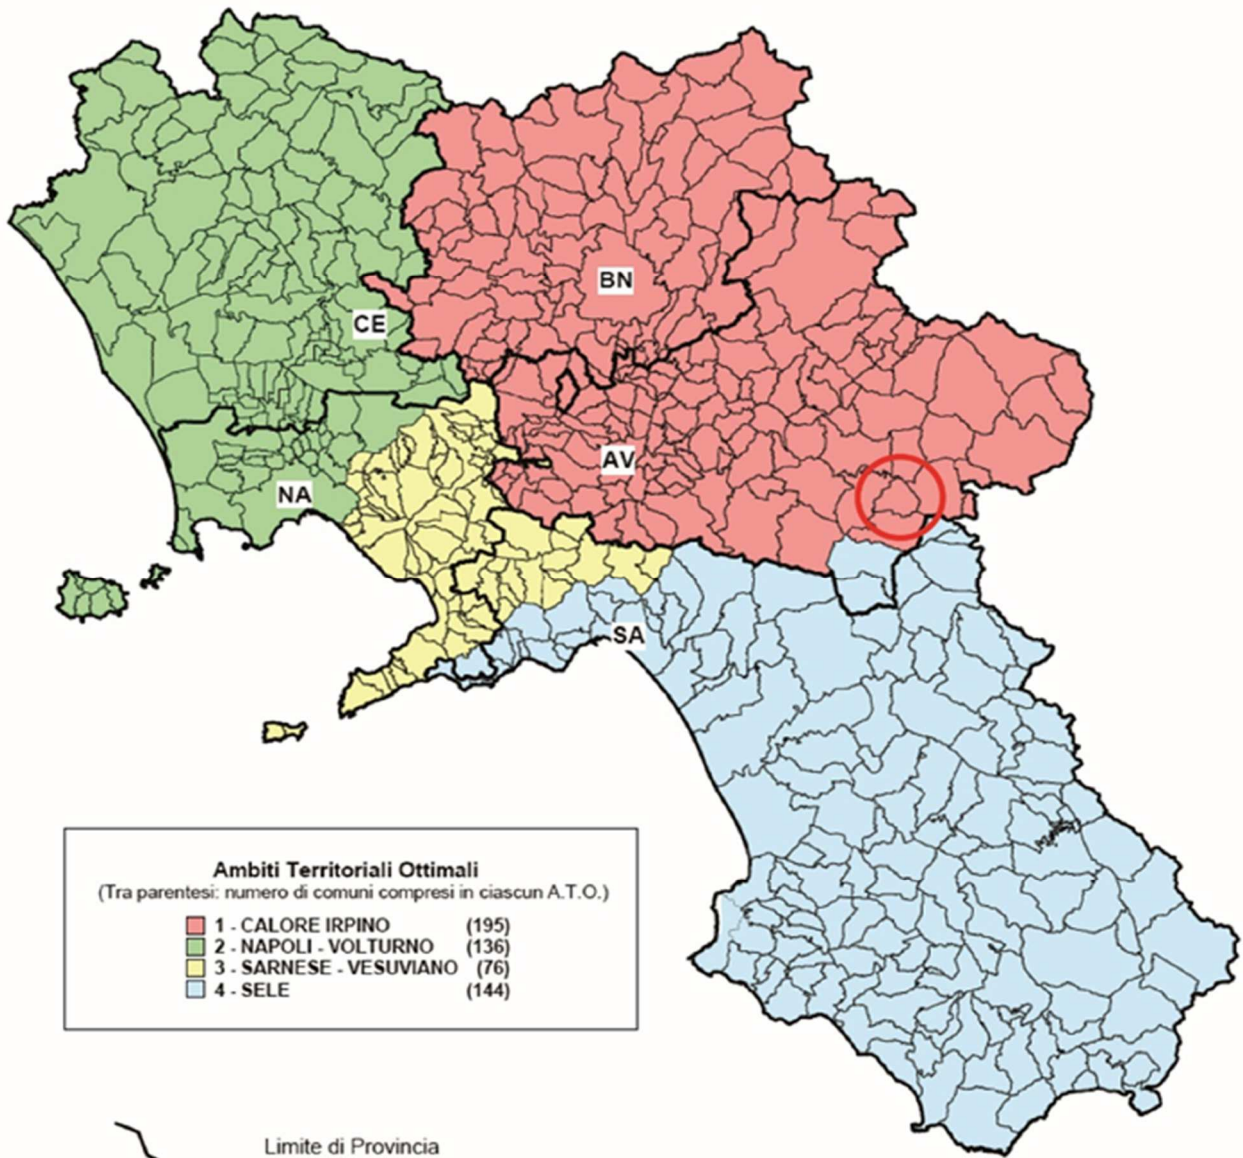 BN
CE
AV
NA
SA
Ambiti Territoriali Ottimali
(Tra parentesi: numero di comuni compresi in ciascun A.T.O.)
1 - CALORE IRPINO (195)
2 - NAPOLI - VOLTURNO (136)
3 - SARNESE - VESUVIANO (76)
4 - SELE (144)
Limite di Provincia